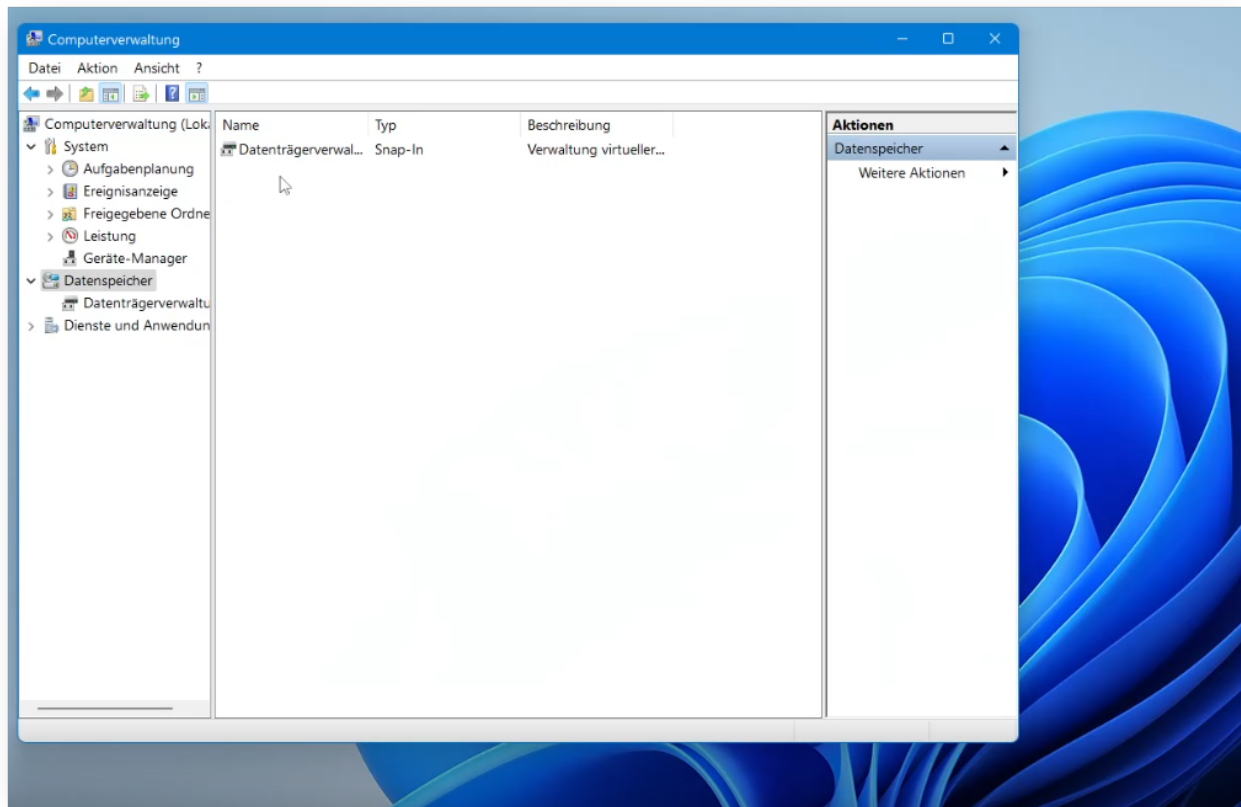 Computerverwaltung
Datei Aktion Ansicht ?
Computerverwaltung (Loka
System
Aufgabenplanung
Ereignisanzeige
Freigegebene Ordne
Leistung
Geräte-Manager
Datenspeicher
Datenträgerverwaltu
Dienste und Anwendun
Name Typ Beschreibung
Datenträgerverwal... Snap-In Verwaltung virtueller...
Aktionen
Datenspeicher
Weitere Aktionen